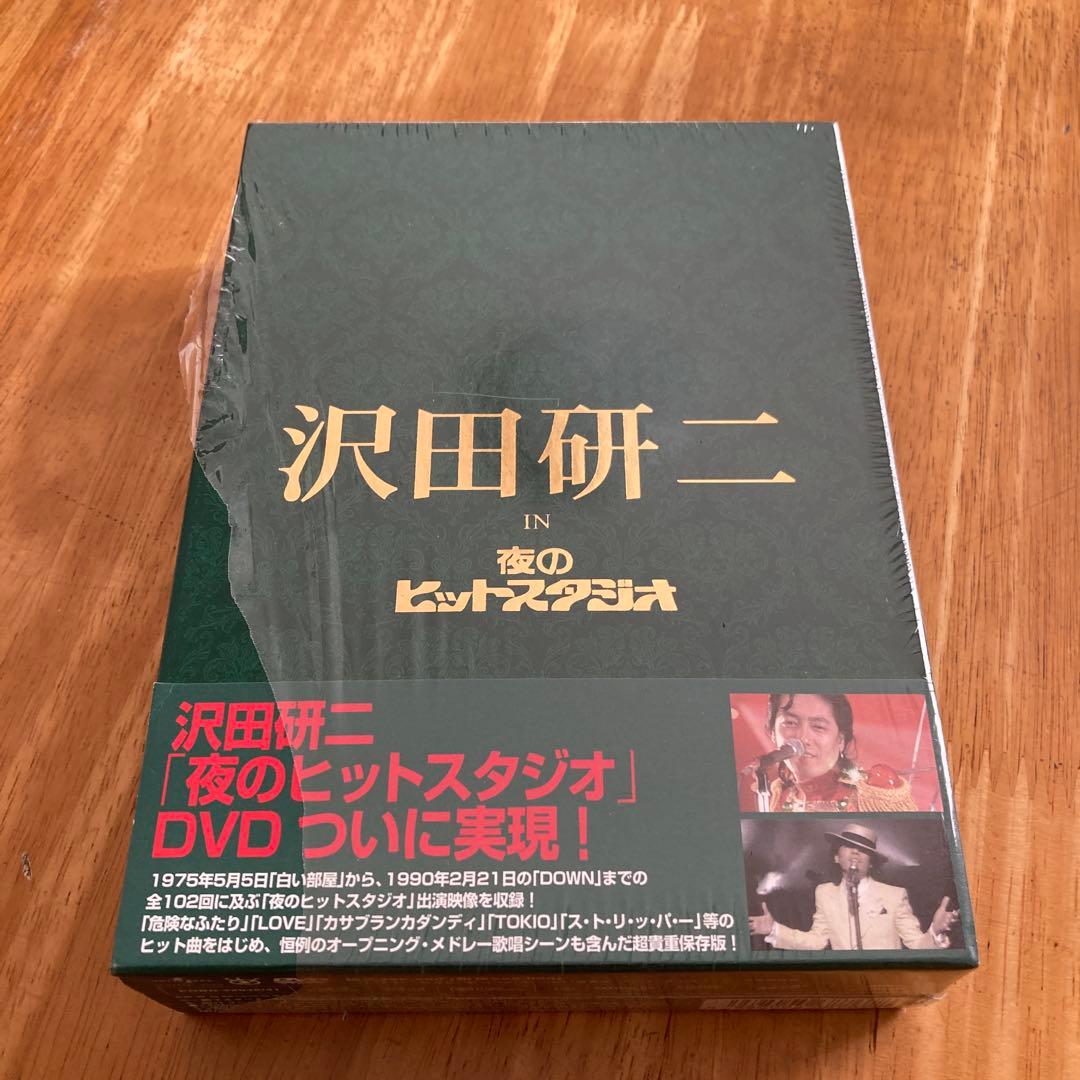 沢田研二
IN
夜の
ヒットスタジオ
沢田研二
「夜のヒットスタジオ」
DVD ついに実現！
1975年5月5日「白い部屋」から、1990年2月21日の「DOWN」までの
全102回に及ぶ「夜のヒットスタジオ」出演映像を収録！
「危険なふたり」「LOVE」「カサブランカダンディ」「TOKIO」「ス・ト・リ・ッ・パ・ー」等の
ヒット曲をはじめ、恒例のオープニング・メドレー歌唱シーンも含んだ超貴重保存版！